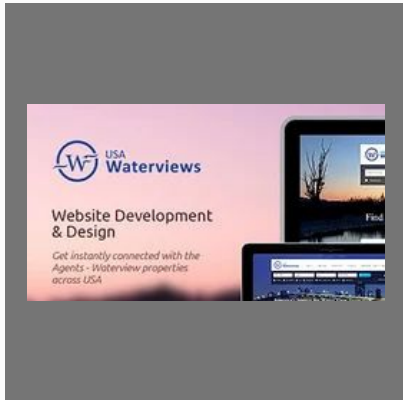 W
USA
Waterviews
Website Development
& Design
Get instantly connected with the
Agents - Waterview properties
across USA
W
Find